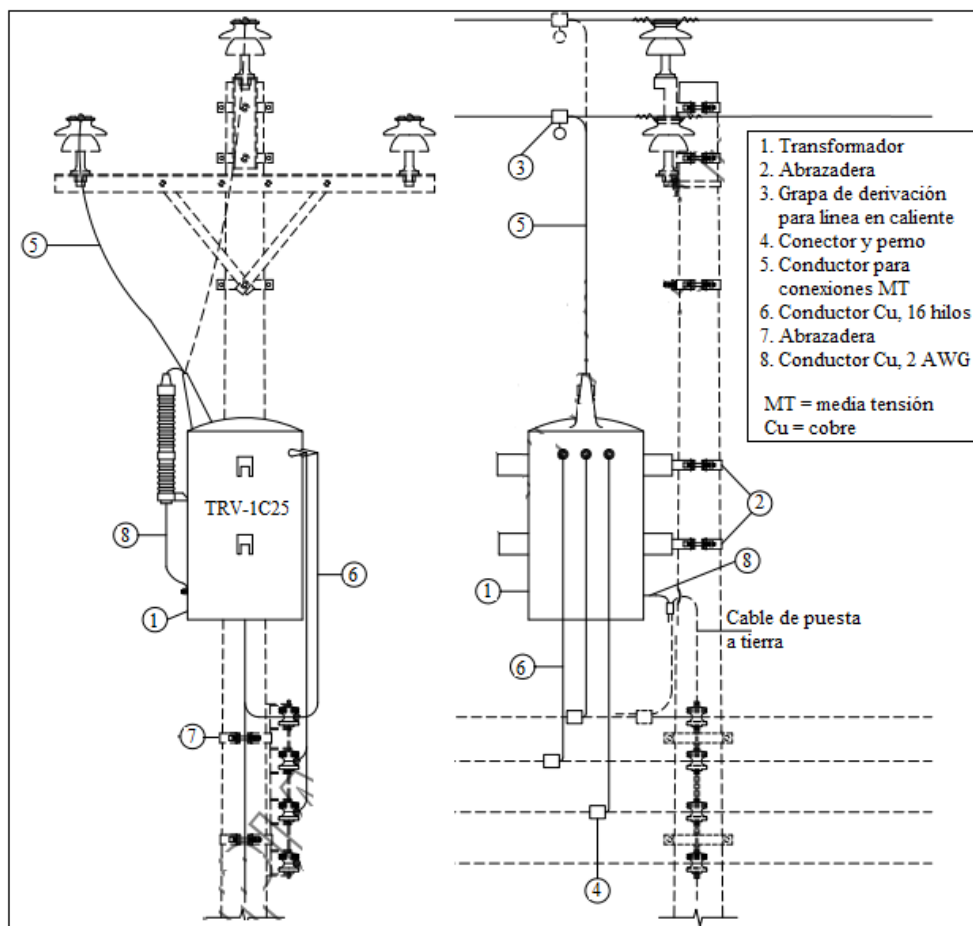 1. Transformador
2. Abrazadera
3. Grapa de derivación
para linea en caliente
4. Conector y perno
5. Conductor para
conexiones MT
6. Conductor Cu, 16 hilos
7. Abrazadera
8. Conductor Cu, 2 AWG
MT = media tensión
Cu = cobre
3
5
5
TRV-1C25
2
8
8
6
1
1
Cable de puesta
a tierra
6
7
4